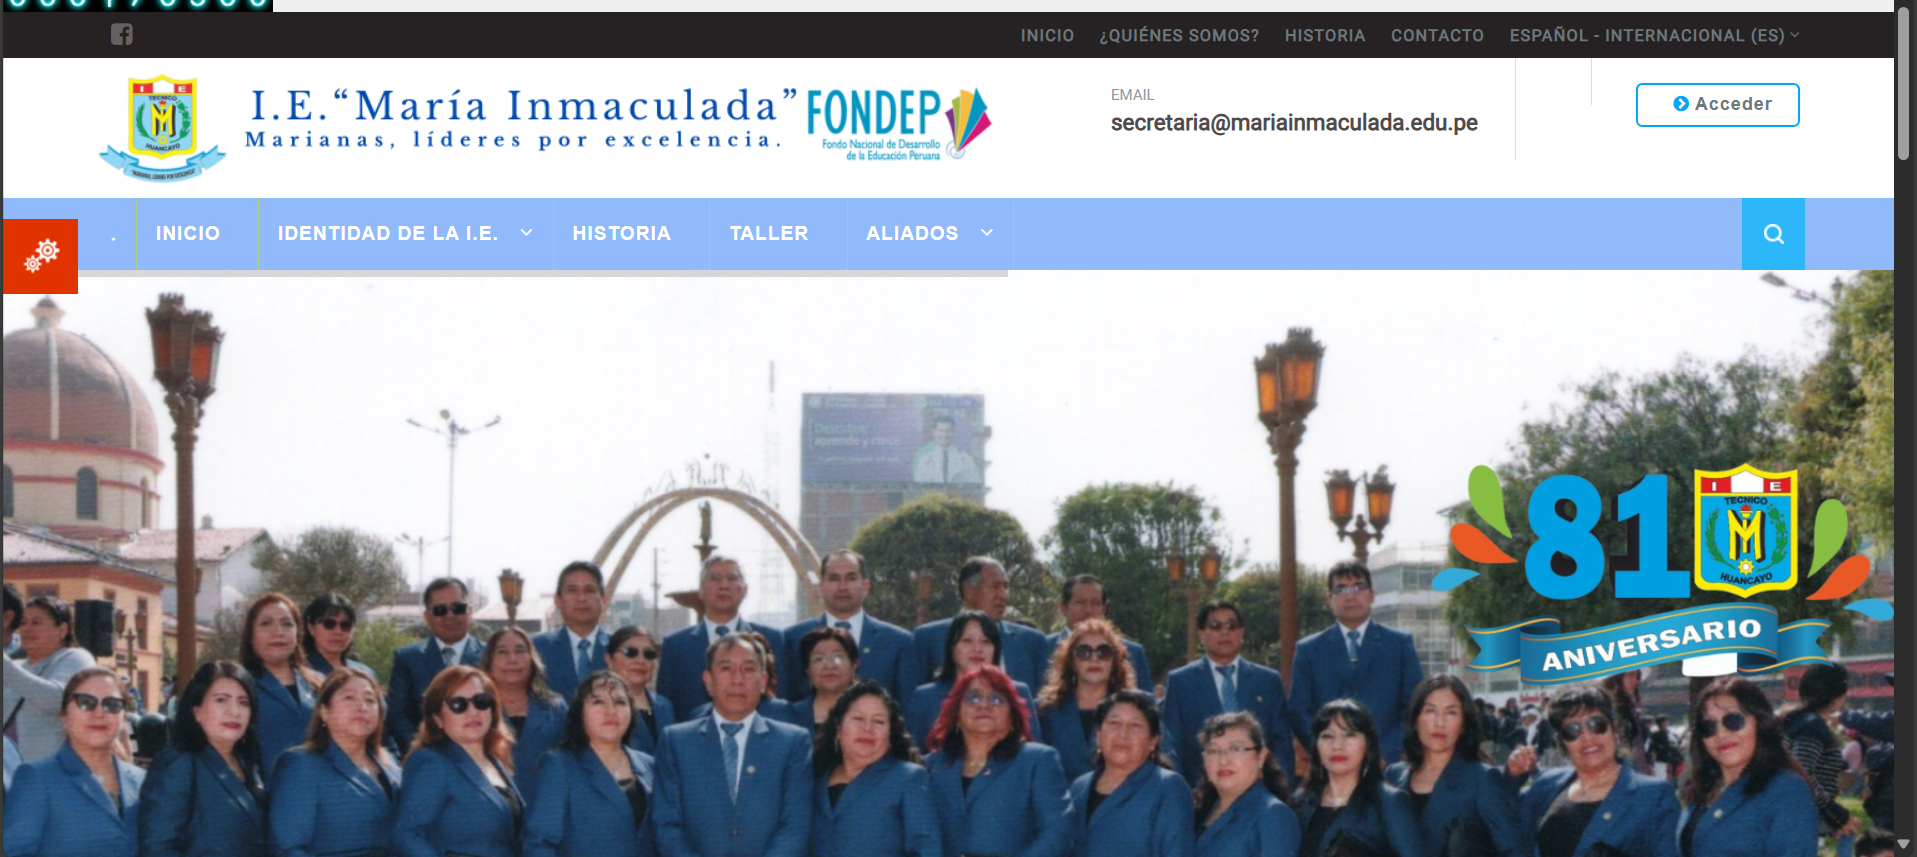 INICIO ¿QUIÉNES SOMOS? HISTORIA CONTACTO ESPAÑOL - INTERNACIONAL (ES)
I E
TECNICO
M
HUANCAYO
I.E. “María Inmaculada”
Marianas, líderes por excelencia.
FONDEP
Fondo Nacional de Desarrollo
de la Educación Peruana
EMAIL
secretaria@mariainmaculada.edu.pe
Acceder
. INICIO IDENTIDAD DE LA I.E. HISTORIA TALLER ALIADOS
aprende y crece
81
I E
TECNICO
M
HUANCAYO
ANIVERSARIO